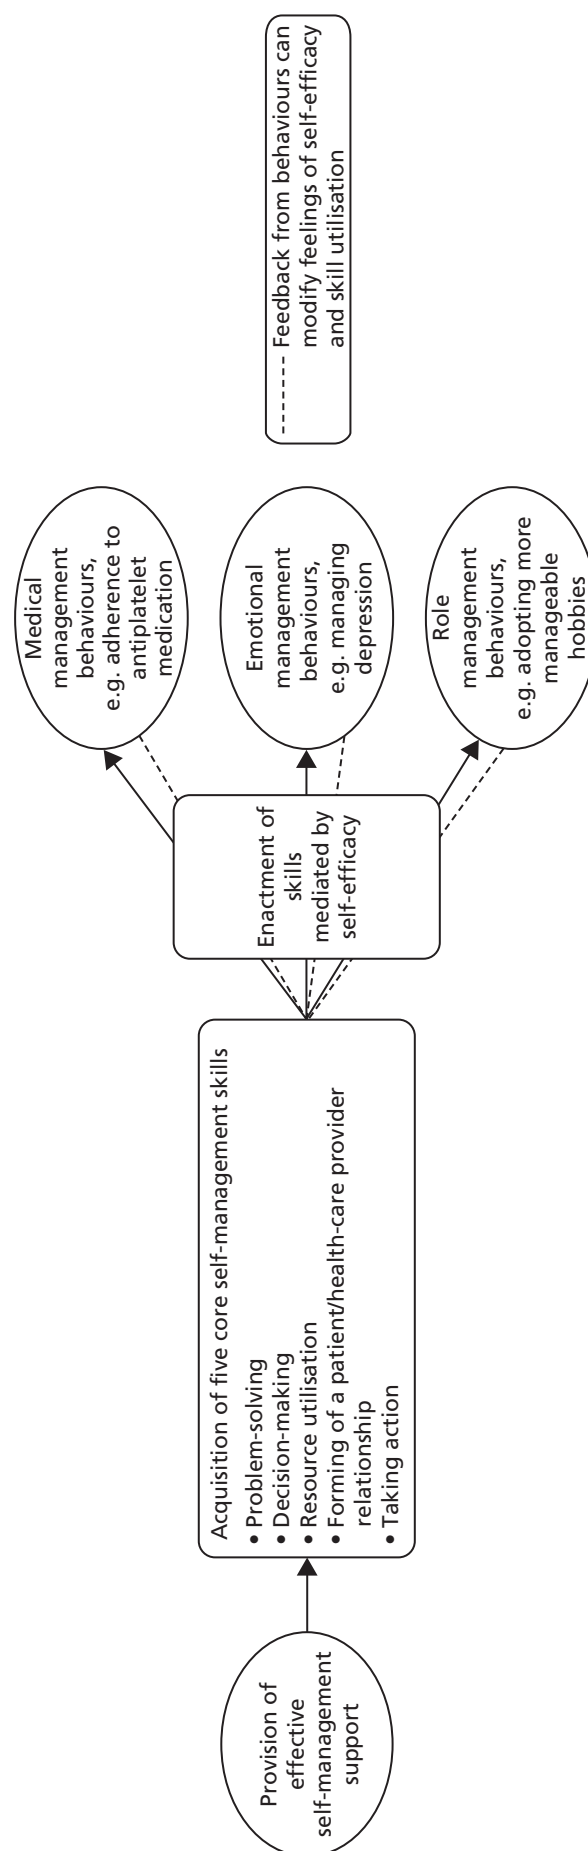 Provision of
effective
self-management
support
Acquisition of five core self-management skills
• Problem-solving
• Decision-making
• Resource utilisation
• Forming of a patient/health-care provider
relationship
• Taking action
Enactment of
skills
mediated by
self-efficacy
Medical
management
behaviours,
e.g. adherence to
antiplatelet
medication
Emotional
management
behaviours,
e.g. managing
depression
Role
management
behaviours,
e.g. adopting more
manageable
hobbies
Feedback from behaviours can
modify feelings of self-efficacy
and skill utilisation